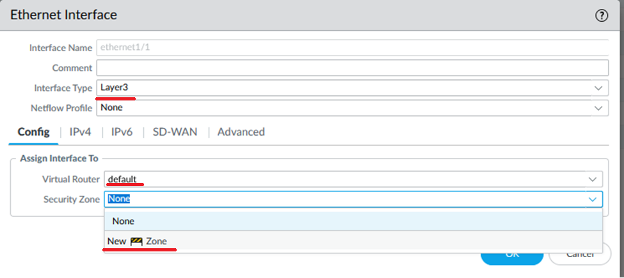 Ethernet Interface
?
Interface Name ethernet1/1
Comment
Interface Type Layer3
Netflow Profile None
Config IPv4 IPv6 SD-WAN Advanced
Assign Interface To
Virtual Router default
Security Zone None
None
New Zone
OK Cancel